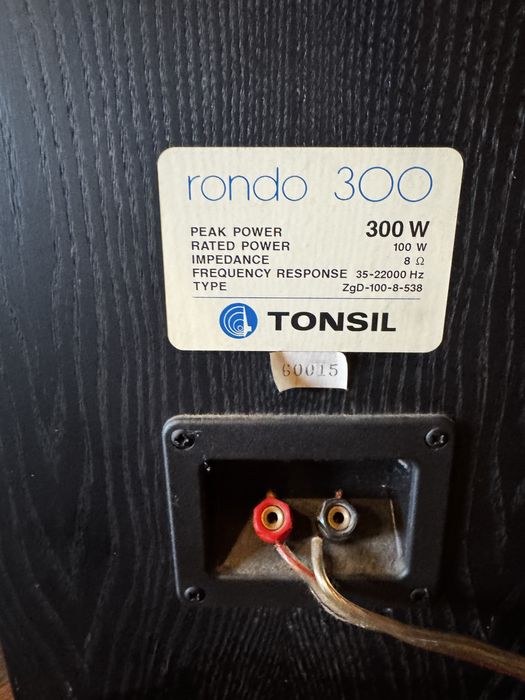 rondo 300
PEAK POWER 300 W
RATED POWER 100 W
IMPEDANCE 8 Ω
FREQUENCY RESPONSE 35-22000 Hz
TYPE ZgD-100-8-538
TONSIL
60015